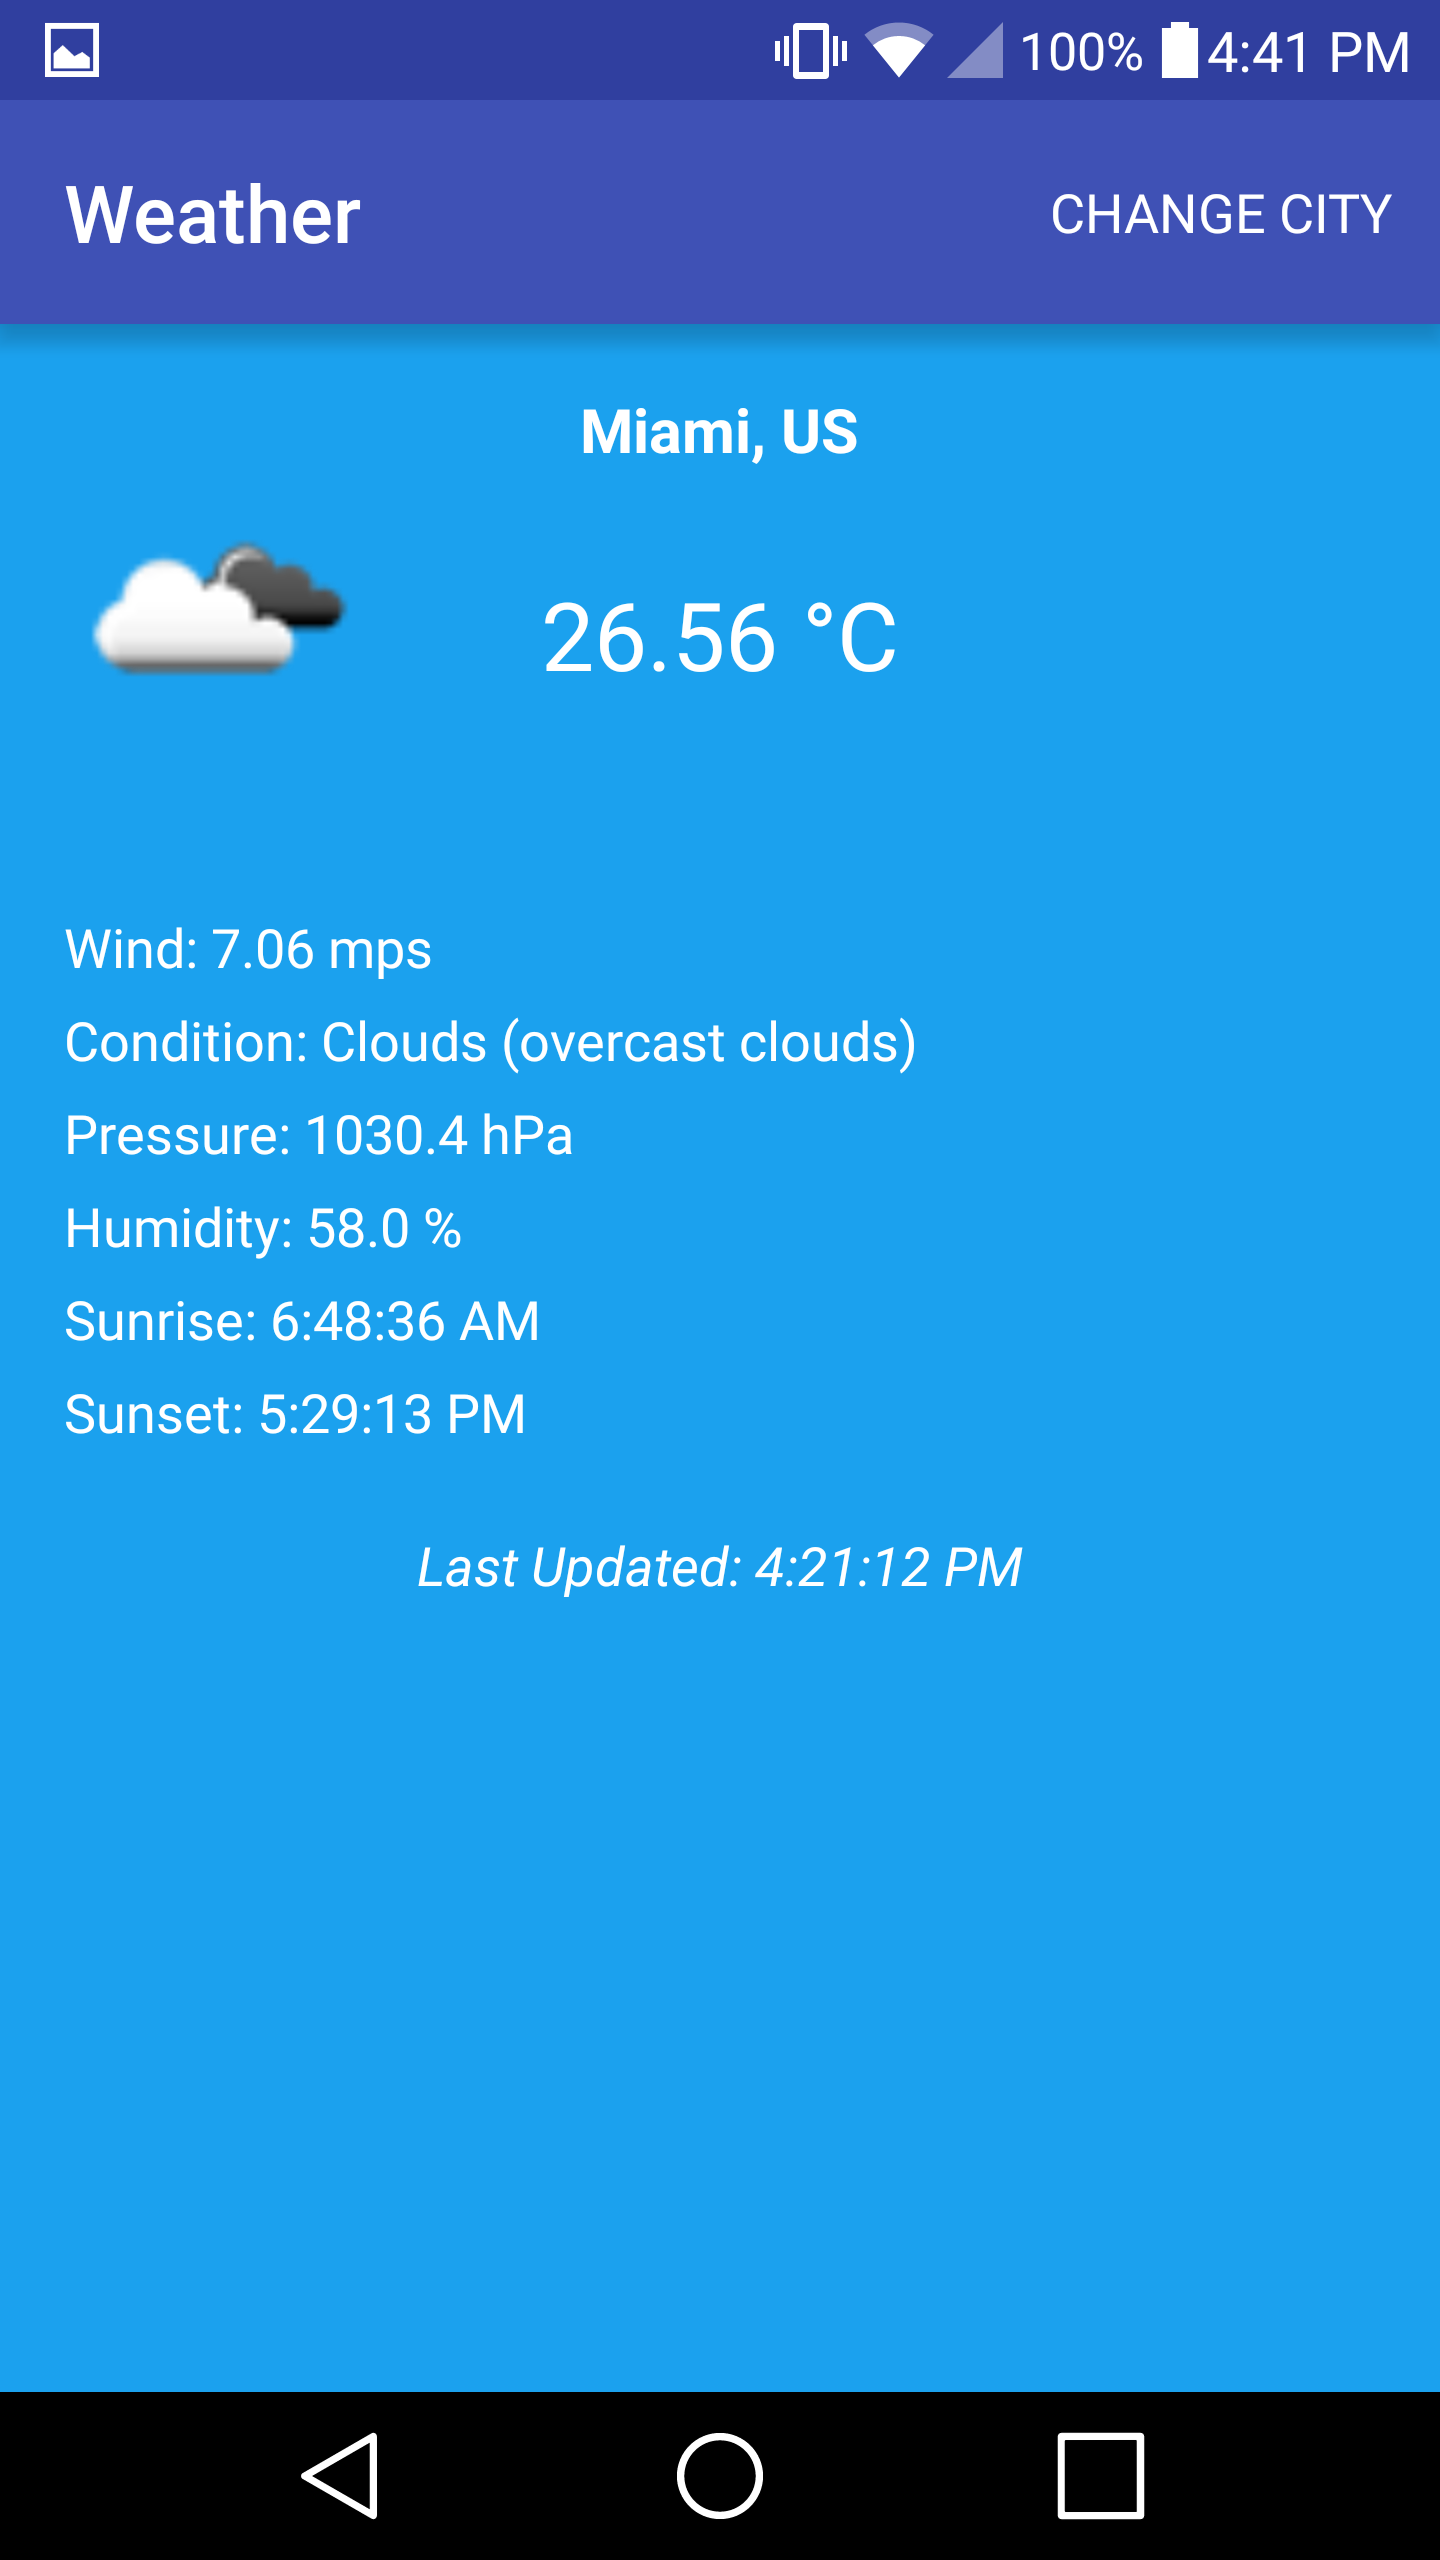 100% 4:41 PM
Weather CHANGE CITY
Miami, US
26.56 °C
Wind: 7.06 mps
Condition: Clouds (overcast clouds)
Pressure: 1030.4 hPa
Humidity: 58.0 %
Sunrise: 6:48:36 AM
Sunset: 5:29:13 PM
Last Updated: 4:21:12 PM